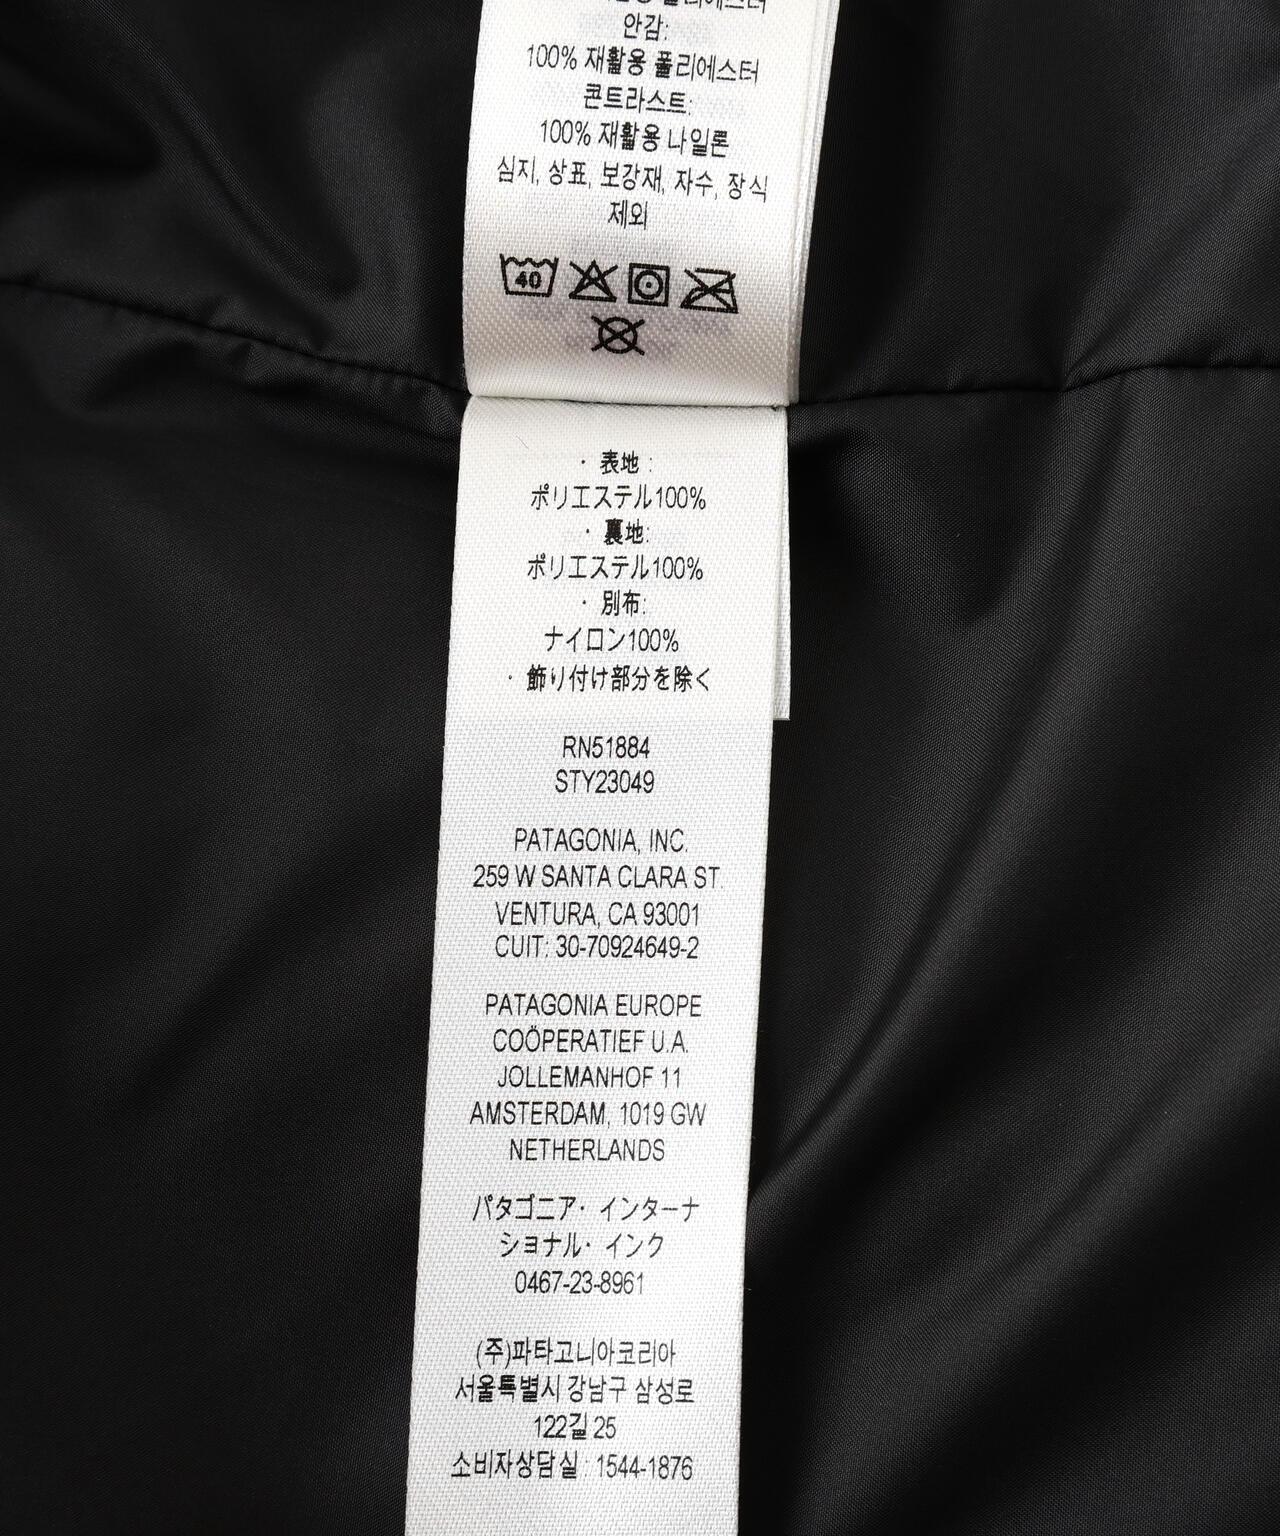 폴리에스터
안감:
100% 재활용 폴리에스터
콘트라스트:
100% 재활용 나일론
심지, 상표, 보강재, 자수, 장식
제외
40
・ 表地 :
ポリエステル100%
・ 裏地:
ポリエステル100%
・ 別布:
ナイロン100%
・ 飾り付け部分を除く
RN51884
STY23049
PATAGONIA, INC.
259 W SANTA CLARA ST.
VENTURA, CA 93001
CUIT: 30-70924649-2
PATAGONIA EUROPE
COÖPERATIEF U.A.
JOLLEMANHOF 11
AMSTERDAM, 1019 GW
NETHERLANDS
パタゴニア・ インターナ
ショナル・ インク
0467-23-8961
(주)파타고니아코리아
서울특별시 강남구 삼성로
122길 25
소비자상담실 : 1544-1876